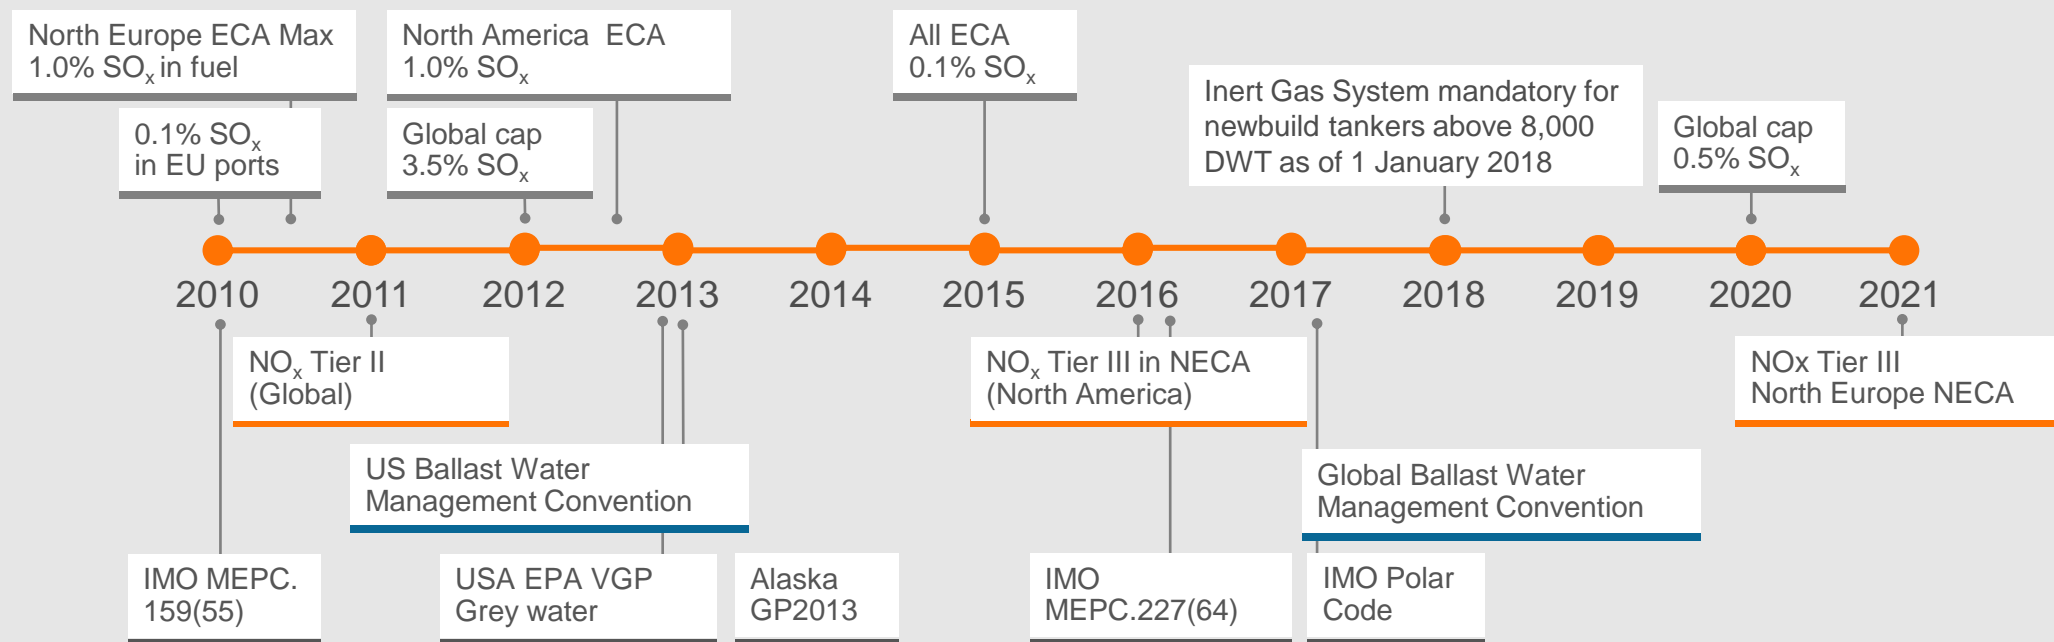 North Europe ECA Max
1.0% SOx in fuel
North America ECA
1.0% SOx
All ECA
0.1% SOx
Inert Gas System mandatory for
newbuild tankers above 8,000
DWT as of 1 January 2018
0.1% SOx
in EU ports
Global cap
3.5% SOx
Global cap
0.5% SOx
2010
2011
2012
2013
2014
2015
2016
2017
2018
2019
2020
2021
NOx Tier II
(Global)
NOx Tier III in NECA
(North America)
NOx Tier III
North Europe NECA
US Ballast Water
Management Convention
Global Ballast Water
Management Convention
IMO MEPC.
159(55)
USA EPA VGP
Grey water
Alaska
GP2013
IMO
MEPC.227(64)
IMO Polar
Code